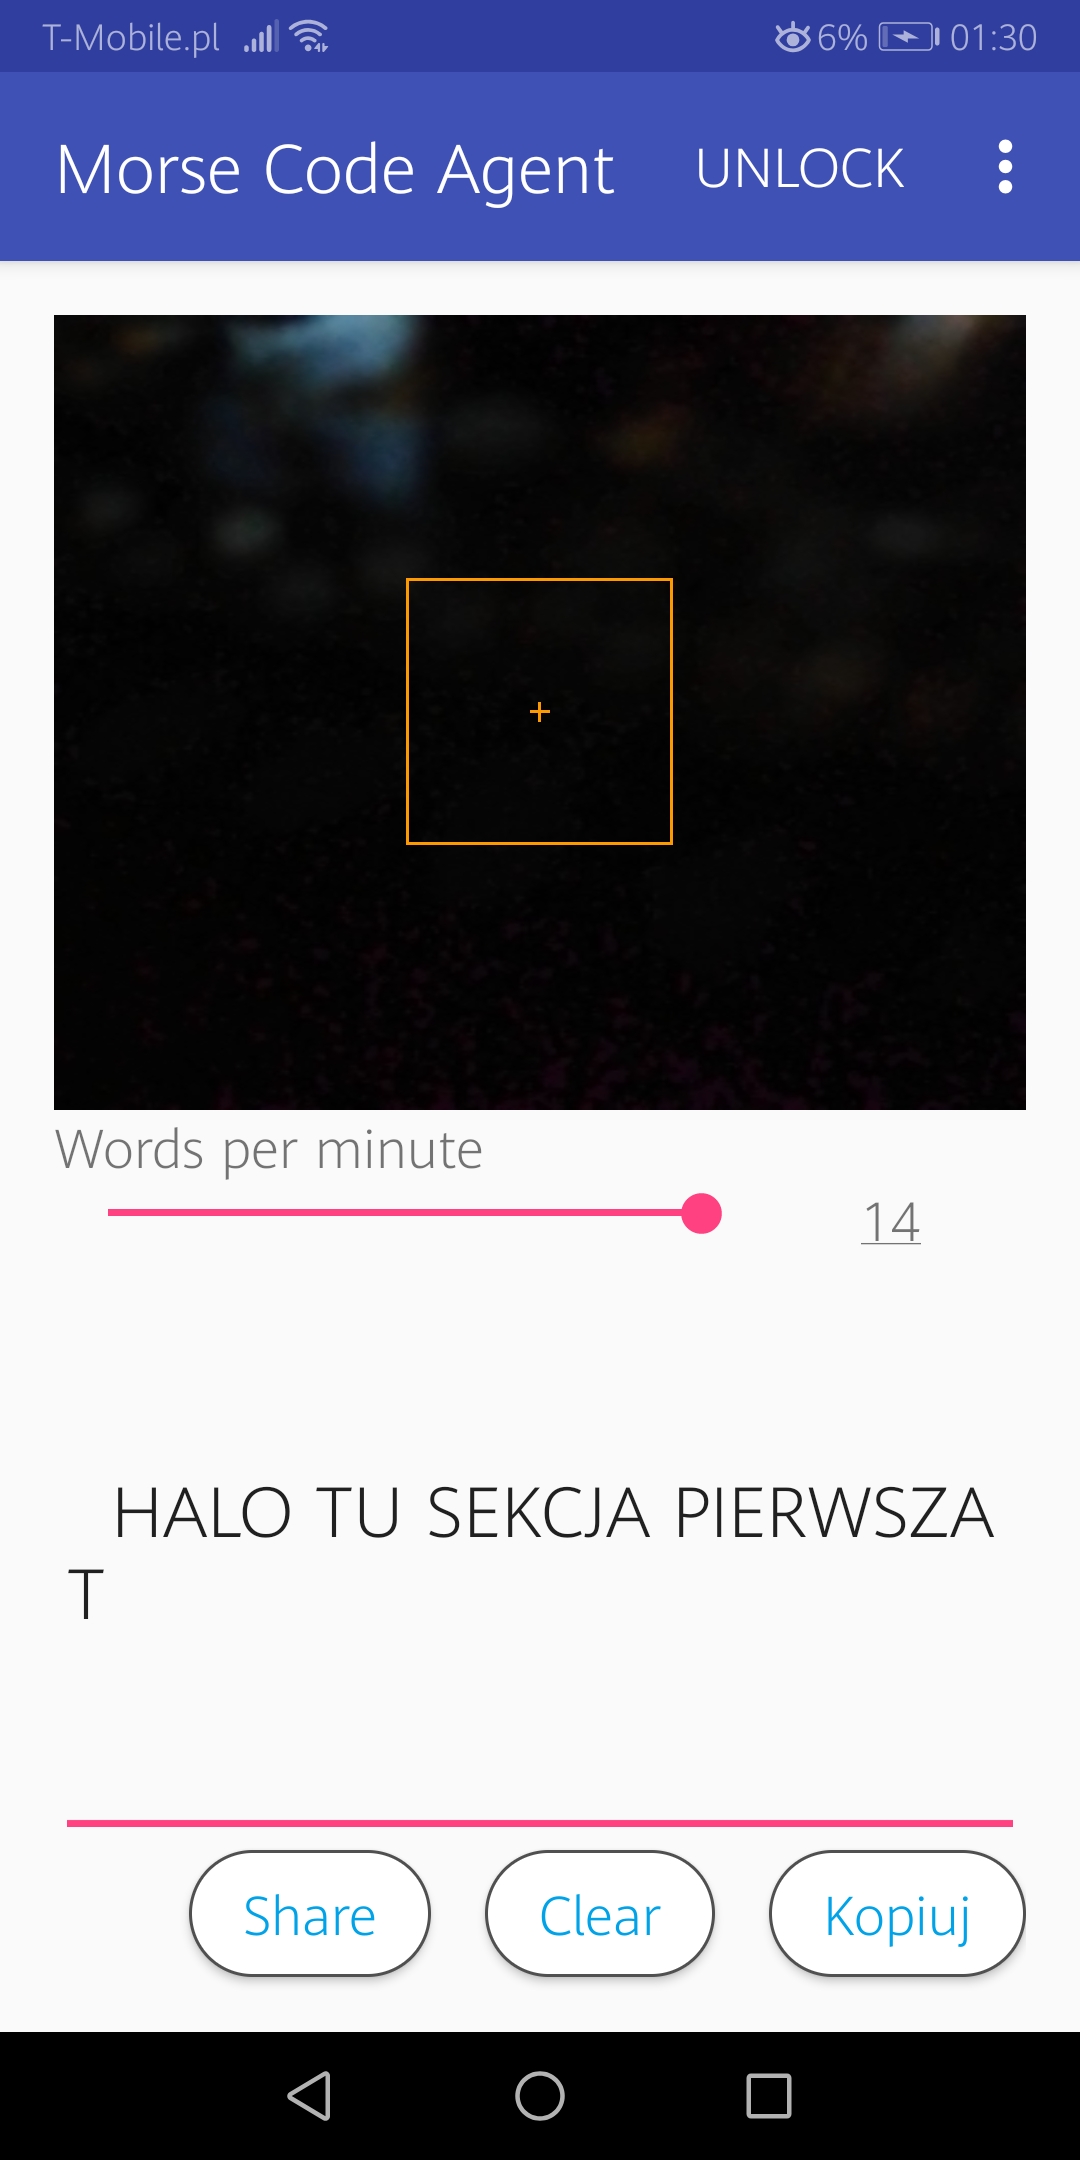 T-Mobile.pl 6% 01:30
Morse Code Agent UNLOCK
Words per minute
14
HALO TU SEKCJA PIERWSZA
T
Share Clear Kopiuj